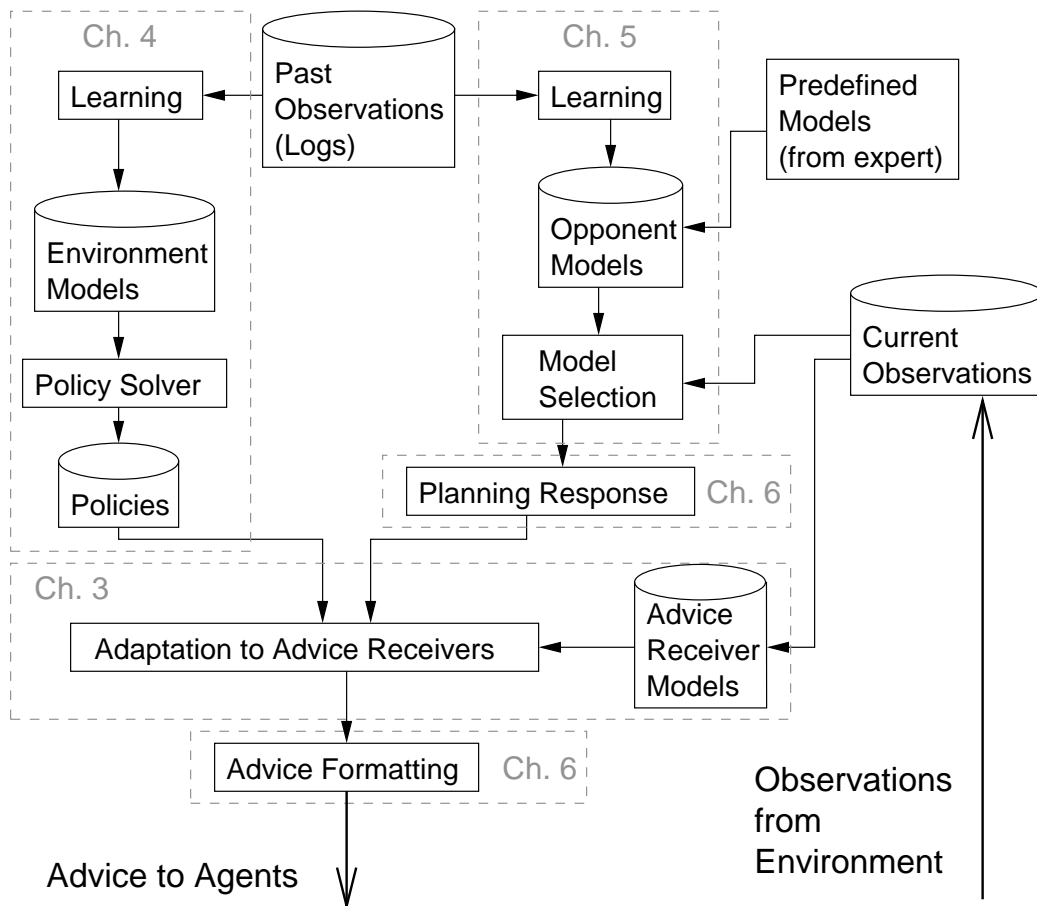 Ch. 4
Learning
Past
Observations
(Logs)
Ch. 5
Learning
Predefined
Models
(from expert)
Environment
Models
Opponent
Models
Policy Solver
Model
Selection
Current
Observations
Policies
Planning Response
Ch. 6
Ch. 3
Adaptation to Advice Receivers
Advice
Receiver
Models
Advice Formatting
Ch. 6
Advice to Agents
Observations
from
Environment